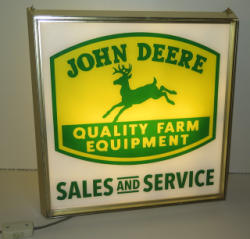 JOHN DEERE
QUALITY FARM
EQUIPMENT
SALES AND SERVICE